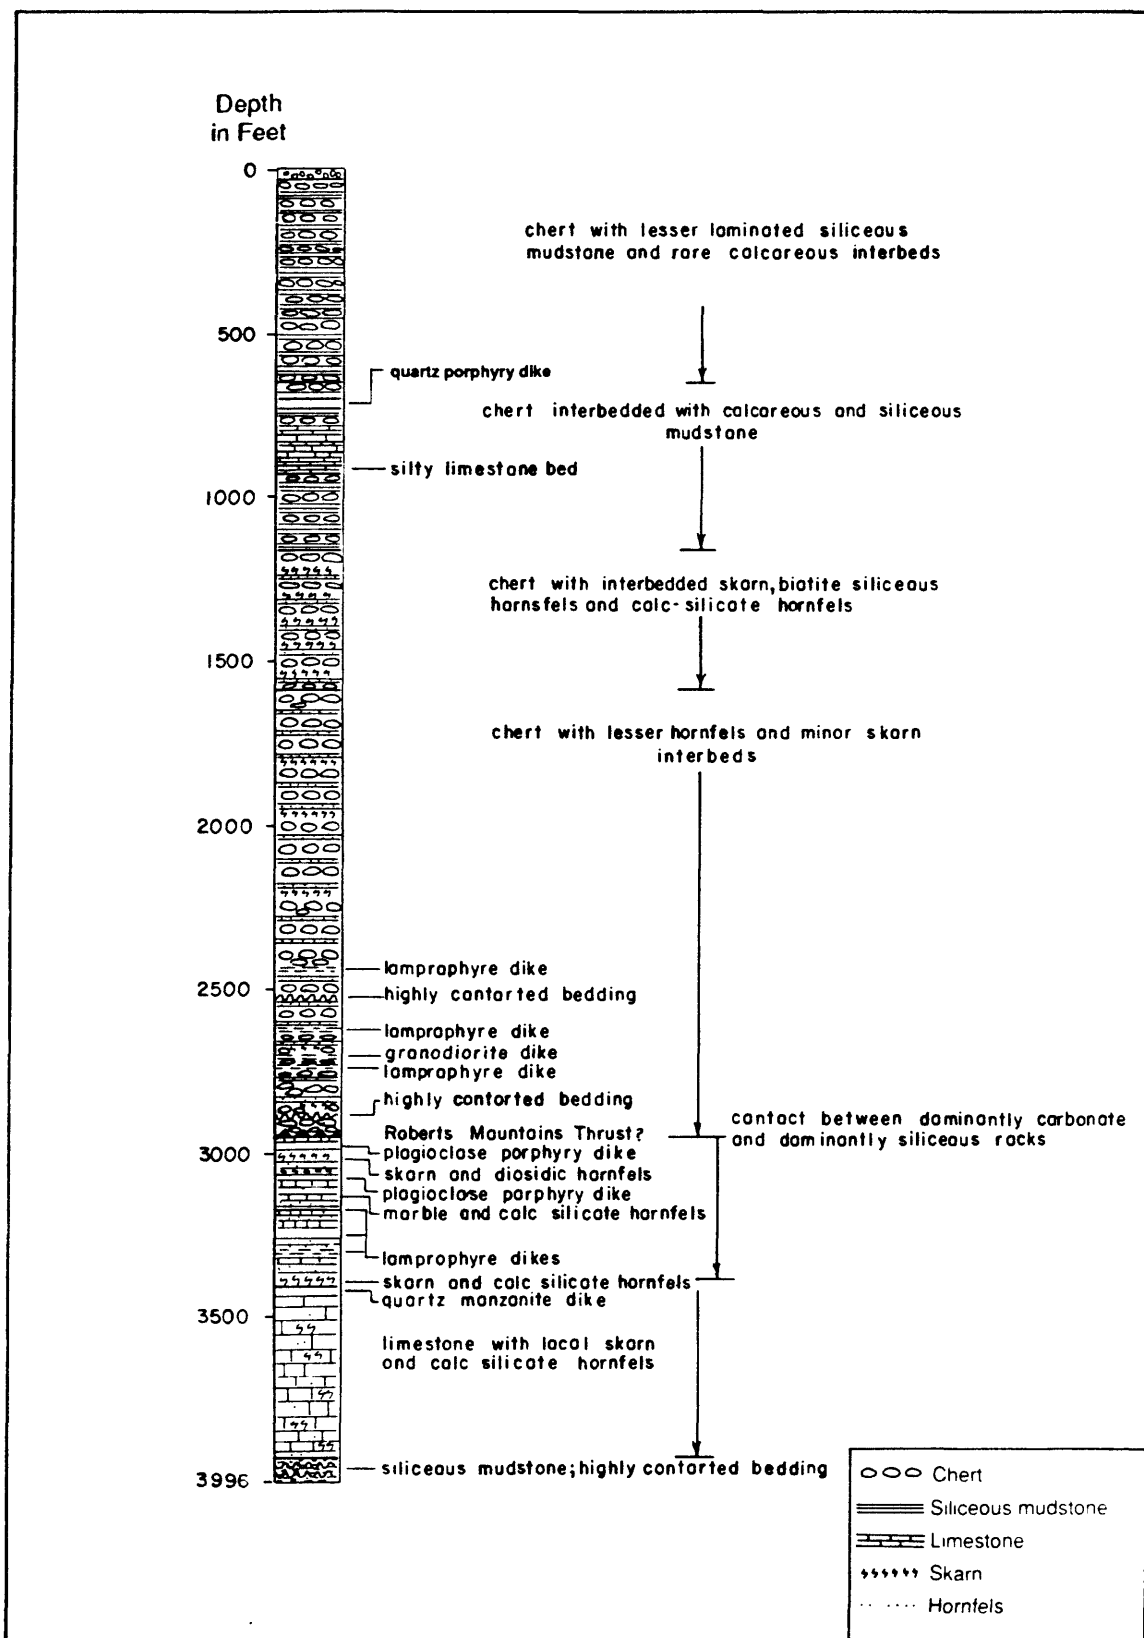 Depth
in Feet
0
chert with lesser laminated siliceous
mudstone and rare calcareous interbeds
500
quartz porphyry dike
chert interbedded with calcareous and siliceous
mudstone
silty limestone bed
1000
chert with interbedded skarn, biotite siliceous
hornsfels and calc-silicate hornfels
1500
chert with lesser hornfels and minor skarn
interbeds
2000
lamprophyre dike
2500
highly contorted bedding
lamprophyre dike
granodiorite dike
lamprophyre dike
highly contorted bedding
contact between dominantly carbonate
and dominantly siliceous rocks
Roberts Mountains Thrust?
3000
plagioclase porphyry dike
skarn and diosidic hornfels
plagioclase porphyry dike
marble and calc silicate hornfels
lamprophyre dikes
skarn and calc silicate hornfels
quartz monzonite dike
3500
limestone with local skarn
and calc silicate hornfels
siliceous mudstone; highly contorted bedding
3996
Chert
Siliceous mudstone
Limestone
Skarn
Hornfels